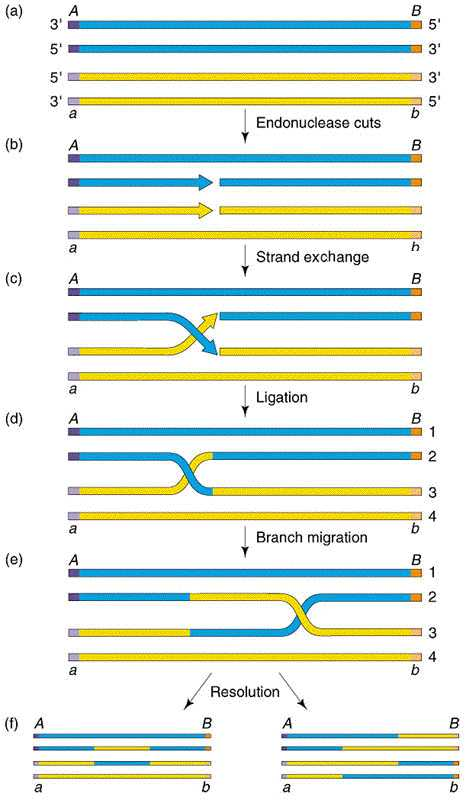 (a)
A B
3' 5'
5' 3'
5' 3'
3' 5'
a b
Endonuclease cuts
(b)
A B
a b
Strand exchange
(c)
A B
a b
Ligation
(d)
A B
1
2
3
4
a b
Branch migration
(e)
A B
1
2
3
4
a b
Resolution
(f)
A B A B
a b a b